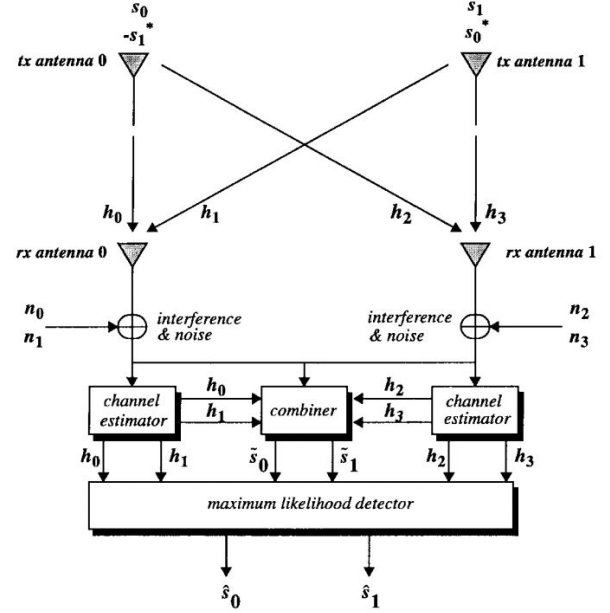 s₀ s₁
-s₁* s₀*
tx antenna 0 tx antenna 1
h₀ h₁ h₂ h₃
rx antenna 0 rx antenna 1
n₀ interference interference n₂
n₁ & noise & noise n₃
channel estimator h₀ combiner h₂ channel estimator
h₁ h₃
h₀ h₁ s̃₀ s̃₁ h₂ h₃
maximum likelihood detector
ŝ₀ ŝ₁